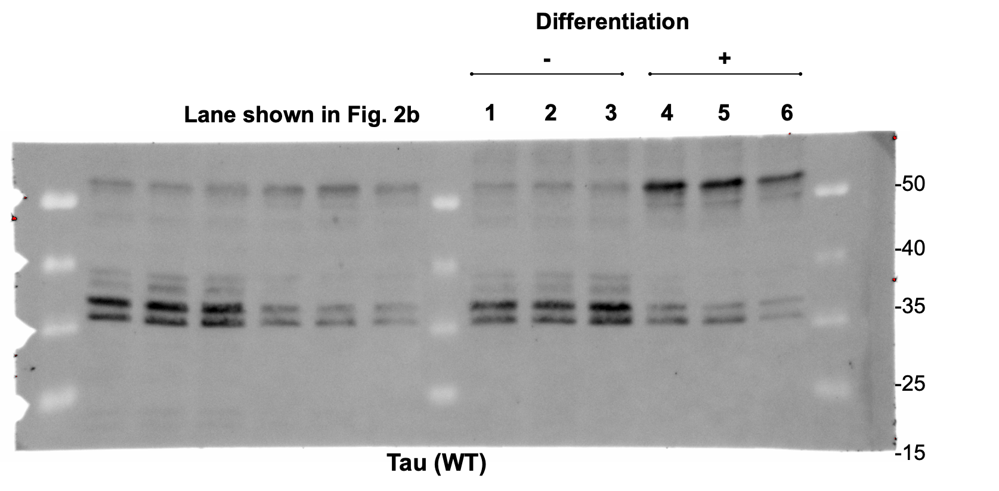 Differentiation
- +
Lane shown in Fig. 2b 1 2 3 4 5 6
-50
-40
-35
-25
-15
Tau (WT)